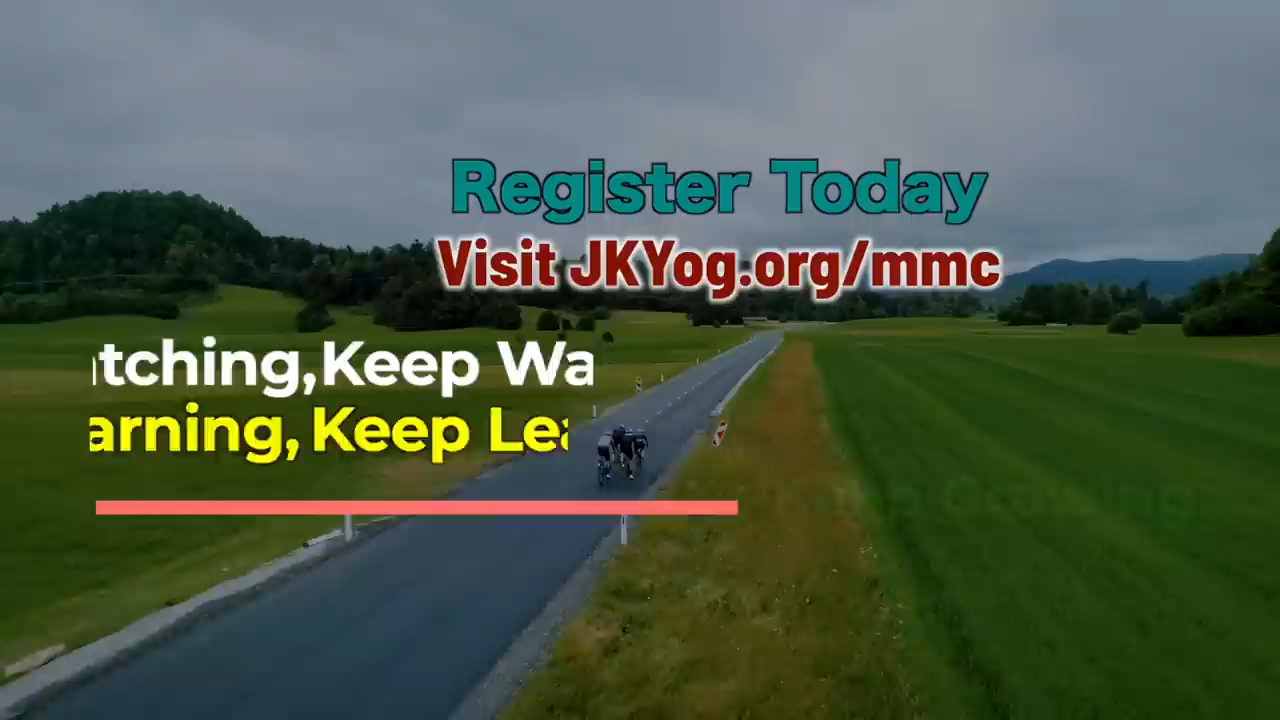 Register Today
Visit JKYog.org/mmc
tching, Keep Wa
arning, Keep Lea